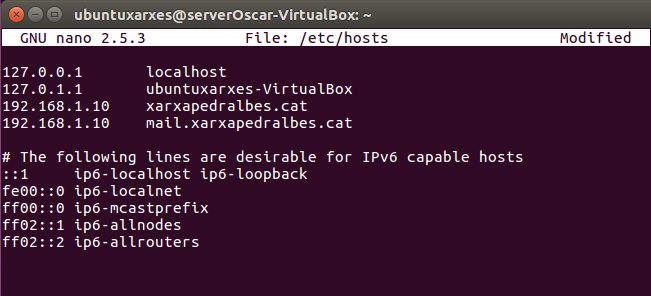 ubuntuxarxes@serverOscar-VirtualBox: ~
GNU nano 2.5.3 File: /etc/hosts Modified
127.0.0.1 localhost
127.0.1.1 ubuntuxarxes-VirtualBox
192.168.1.10 xarxapedralbes.cat
192.168.1.10 mail.xarxapedralbes.cat
# The following lines are desirable for IPv6 capable hosts
::1 ip6-localhost ip6-loopback
fe00::0 ip6-localnet
ff00::0 ip6-mcastprefix
ff02::1 ip6-allnodes
ff02::2 ip6-allrouters